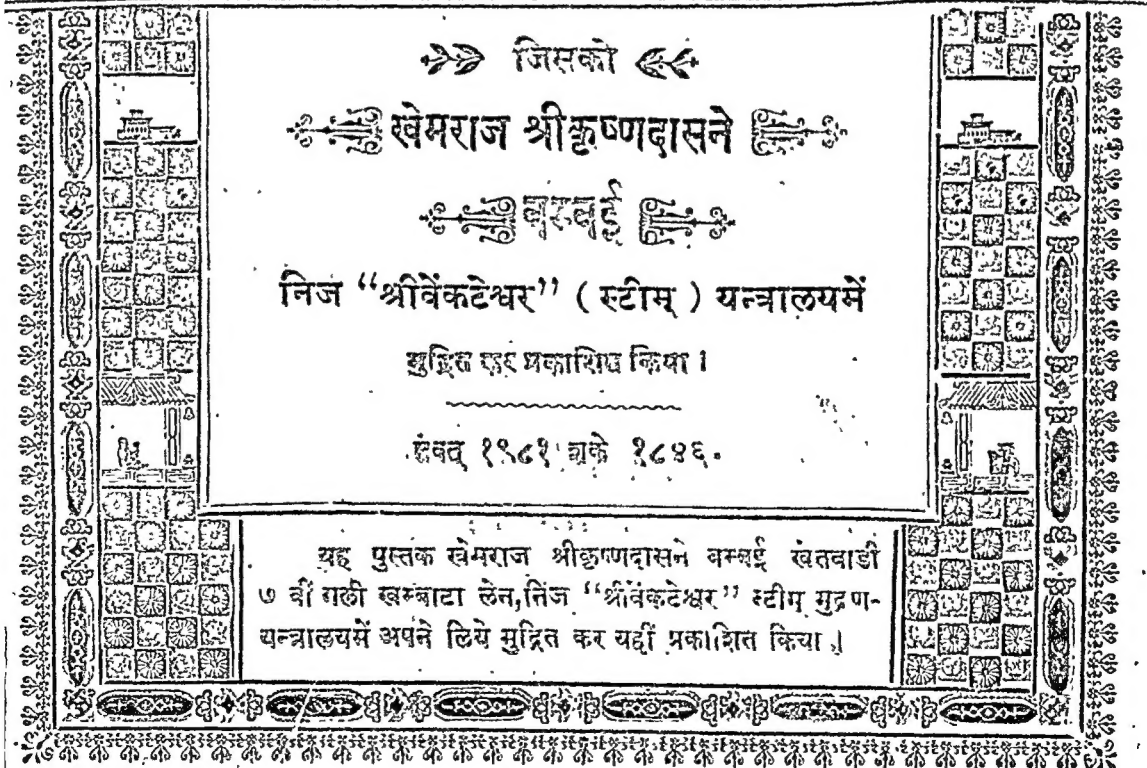 जिसको
खेमराज श्रीकृष्णदासने
बम्बई
निज “श्रीवेंकटेश्वर” ( स्टीम् ) यन्त्रालयमें
मुद्रित कर प्रकाशित किया ।
संवत् १९८१ शके १८४६.
यह पुस्तक खेमराज श्रीकृष्णदासने बम्बई खेतवाडी
७ वीं गली खम्बाटा लेन, निज “श्रीवेंकटेश्वर” स्टीम् मुद्रण-
यन्त्रालयमें अपने लिये मुद्रित कर यहीं प्रकाशित किया ।